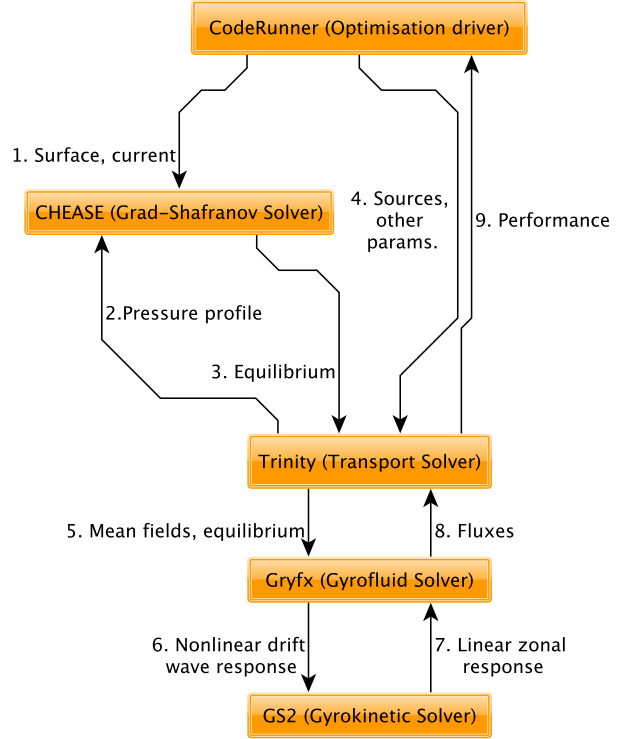 CodeRunner (Optimisation driver)
1. Surface, current
CHEASE (Grad-Shafranov Solver)
4. Sources,
other
params.
9. Performance
2.Pressure profile
3. Equilibrium
Trinity (Transport Solver)
5. Mean fields, equilibrium
8. Fluxes
Gryfx (Gyrofluid Solver)
6. Nonlinear drift
wave response
7. Linear zonal
response
GS2 (Gyrokinetic Solver)